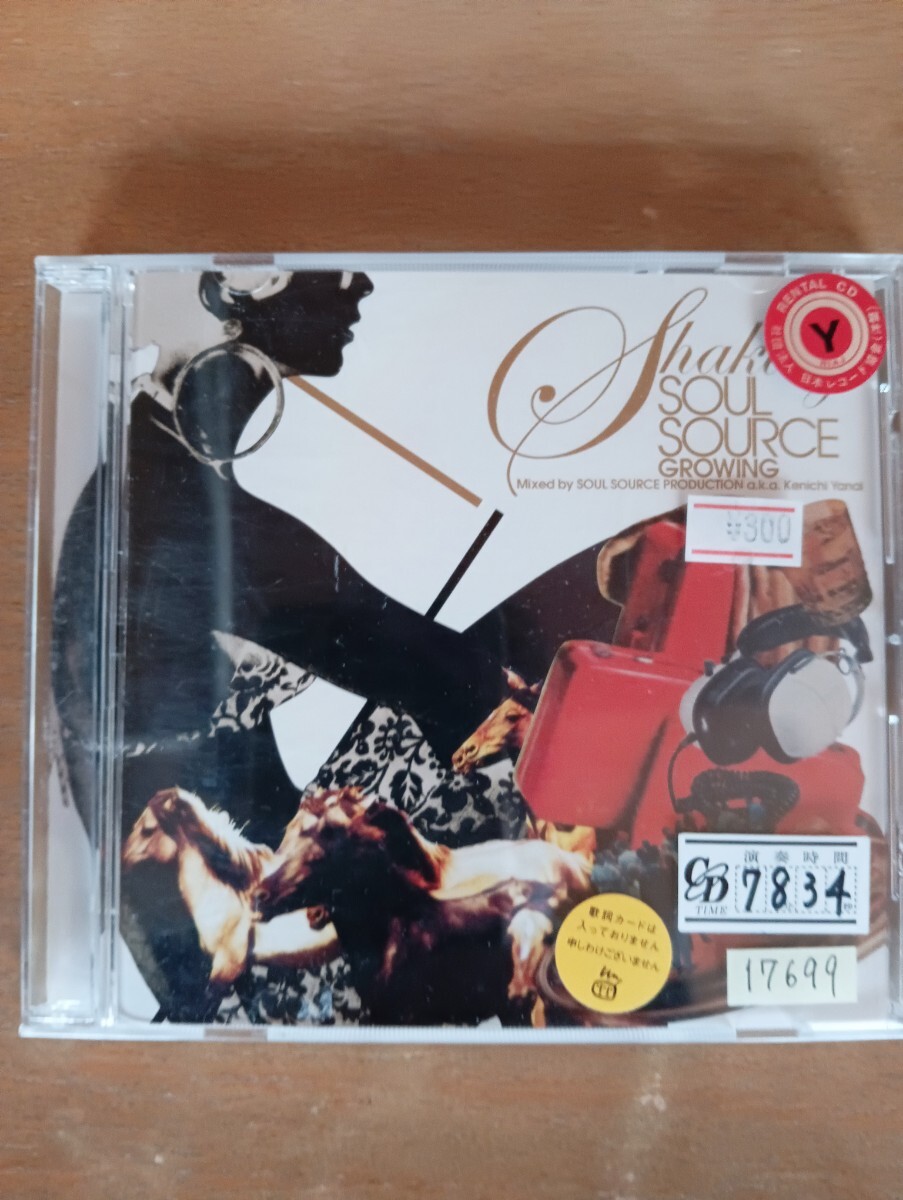 Shaki
SOUL
SOURCE
GROWING
Mixed by SOUL SOURCE PRODUCTION a.k.a. Kenichi Yanai
RENTAL CD
Y
日本レコード
¥300
演奏時間
CD
TIME
7834
歌詞カードは
入っておりません
申しわけございません
17699